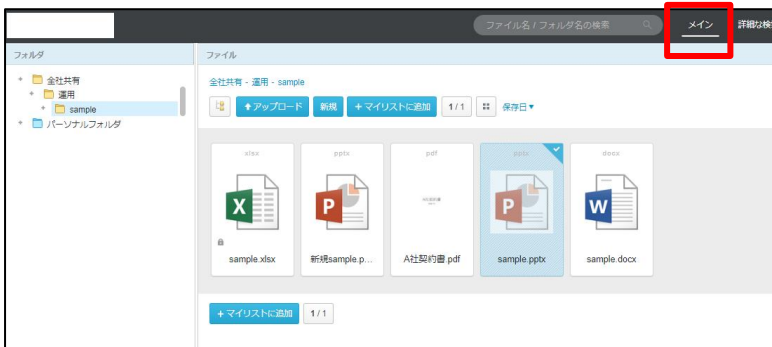 ファイル名 / フォルダ名の検索
メイン
詳細な検
フォルダ
全社共有
運用
sample
パーソナルフォルダ
ファイル
全社共有 - 運用 - sample
アップロード
新規
+ マイリストに追加
1 / 1
保存日▼
xlsx
X
sample.xlsx
pptx
P
新規sample.p...
pdf
A社契約書
A社契約書.pdf
pptx
P
sample.pptx
docx
W
sample.docx
+ マイリストに追加
1 / 1